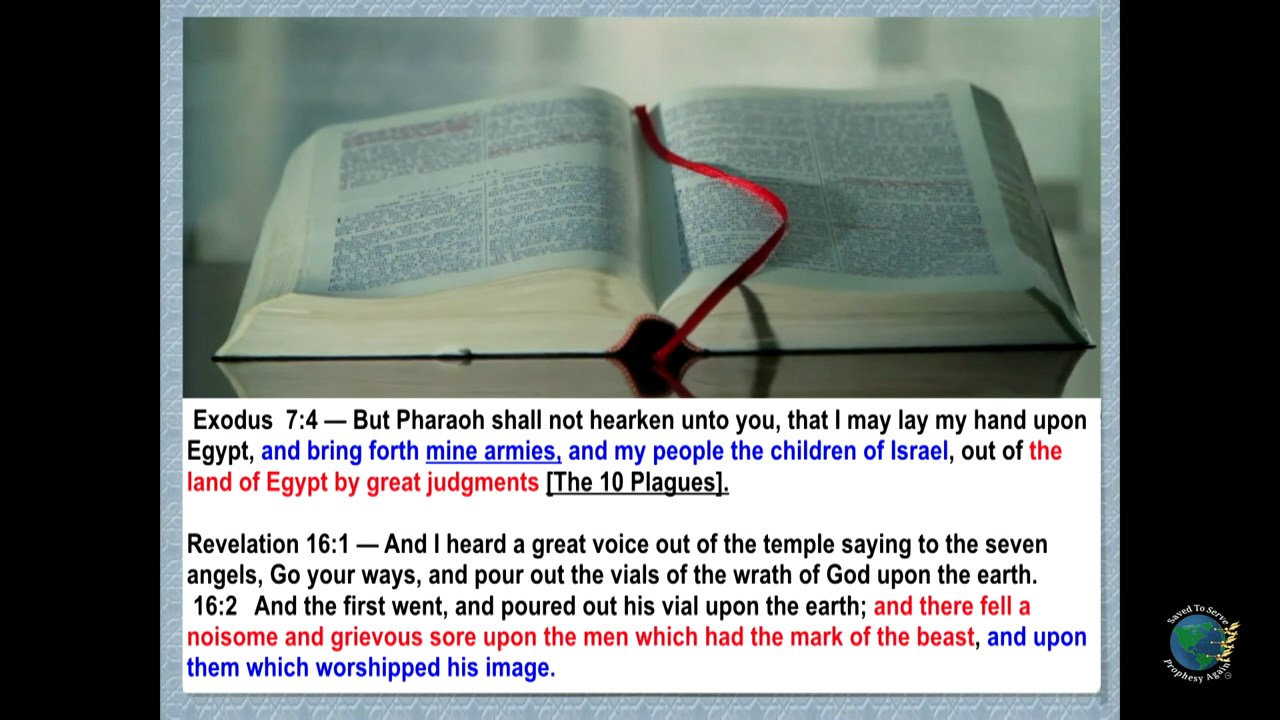 Exodus 7:4 — But Pharaoh shall not hearken unto you, that I may lay my hand upon
Egypt, and bring forth mine armies, and my people the children of Israel, out of the
land of Egypt by great judgments [The 10 Plagues].
Revelation 16:1 — And I heard a great voice out of the temple saying to the seven
angels, Go your ways, and pour out the vials of the wrath of God upon the earth.
16:2 And the first went, and poured out his vial upon the earth; and there fell a
noisome and grievous sore upon the men which had the mark of the beast, and upon
them which worshipped his image.
Saved To Serve
Prophesy Again